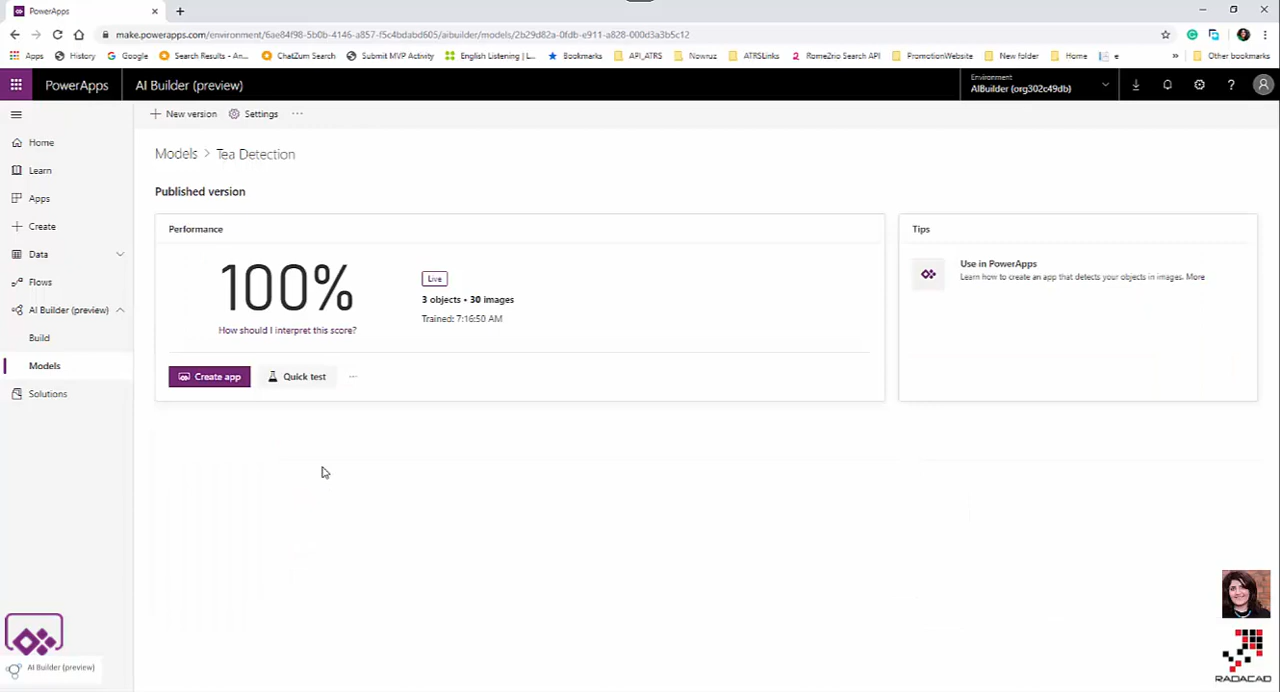 PowerApps
make.powerapps.com/environment/6ae84f98-5b0b-4146-a857-f5c4bdabd605/aibuilder/models/2b29d82a-0fdb-e911-a828-000d3a3b5c12
Apps History Google Search Results - An... ChatZum Search Submit MVP Activity English Listening | L... Bookmarks API_ATRS Nowruz ATRSLinks Rome2rio Search API PromotionWebsite New folder Home e » Other bookmarks
PowerApps AI Builder (preview)
Environment
AIBuilder (org302c49db)
New version Settings ...
Home
Learn
Apps
Create
Data
Flows
AI Builder (preview)
Build
Models
Solutions
Models > Tea Detection
Published version
Performance
100%
How should I interpret this score?
Live
3 objects • 30 images
Trained: 7:16:50 AM
Create app Quick test ...
Tips
Use in PowerApps
Learn how to create an app that detects your objects in images. More
AI Builder (preview)
RADACAD